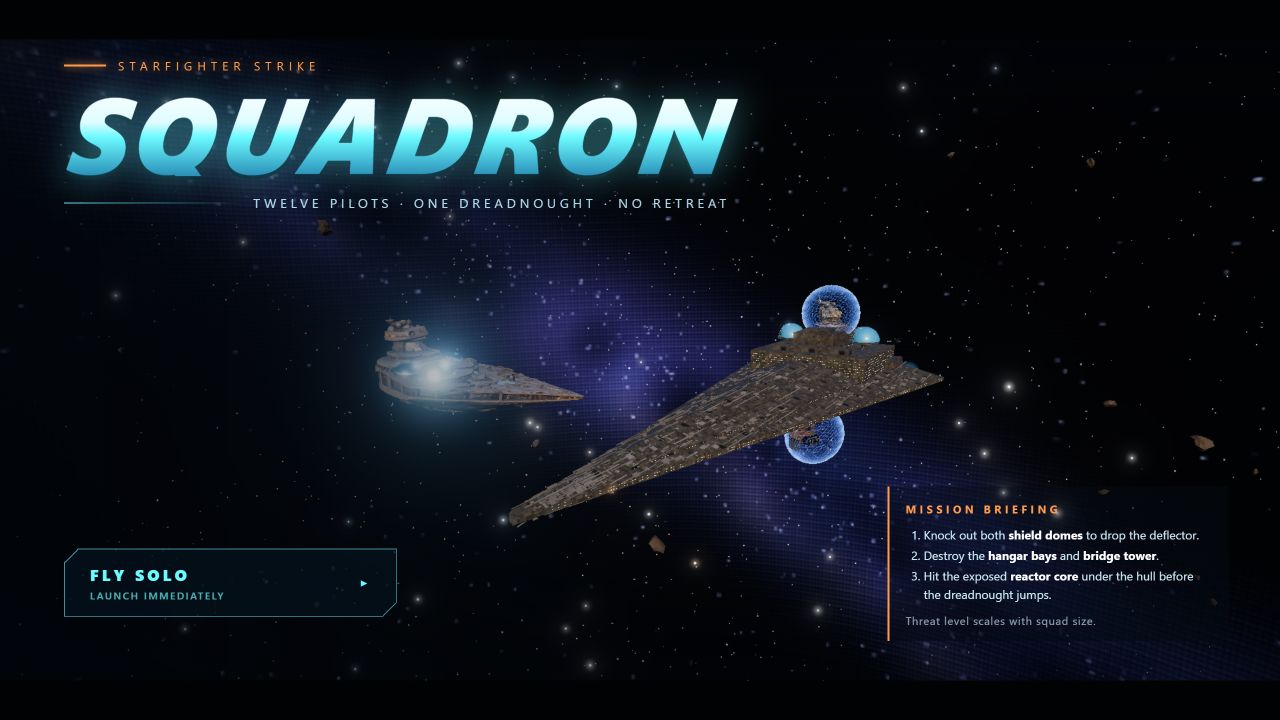 STARFIGHTER STRIKE
SQUADRON
TWELVE PILOTS · ONE DREADNOUGHT · NO RETREAT
FLY SOLO
LAUNCH IMMEDIATELY
MISSION BRIEFING
1. Knock out both shield domes to drop the deflector.
2. Destroy the hangar bays and bridge tower.
3. Hit the exposed reactor core under the hull before
the dreadnought jumps.
Threat level scales with squad size.